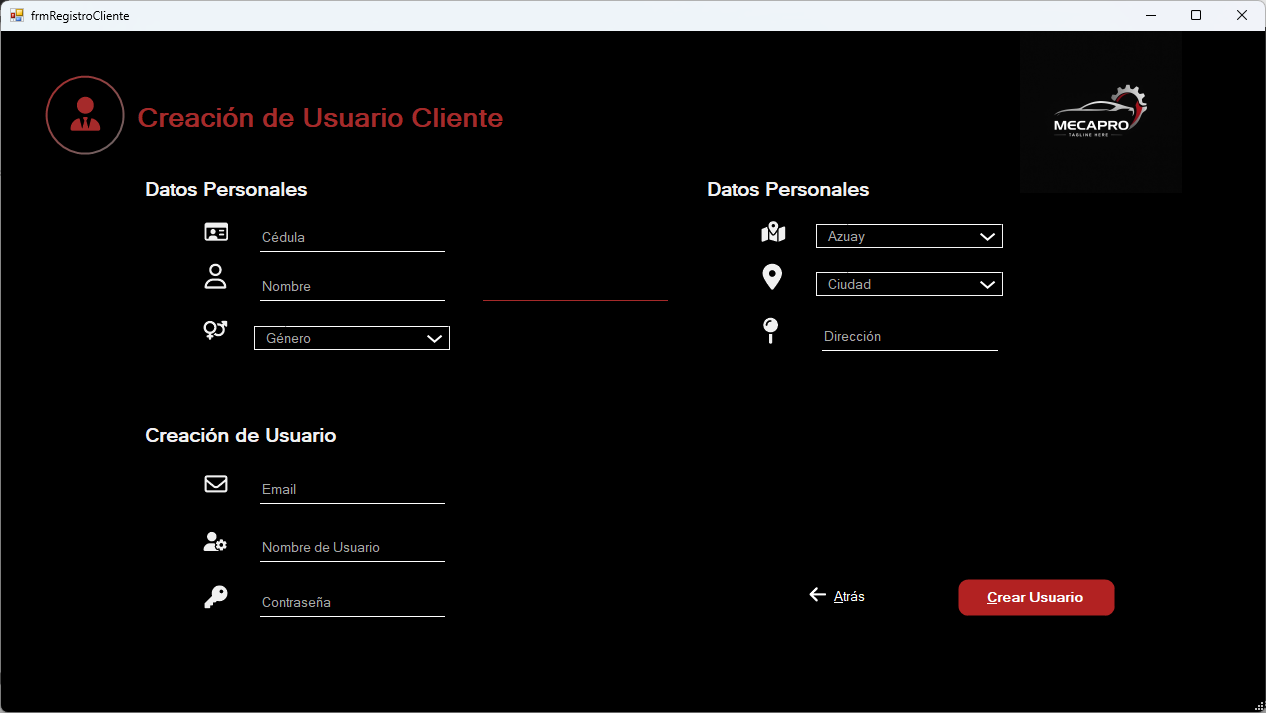 frmRegistroCliente
Creación de Usuario Cliente
MECAPRO
TAGLINE HERE
Datos Personales
Cédula
Nombre
Género
Datos Personales
Azuay
Ciudad
Dirección
Creación de Usuario
Email
Nombre de Usuario
Contraseña
Atrás
Crear Usuario